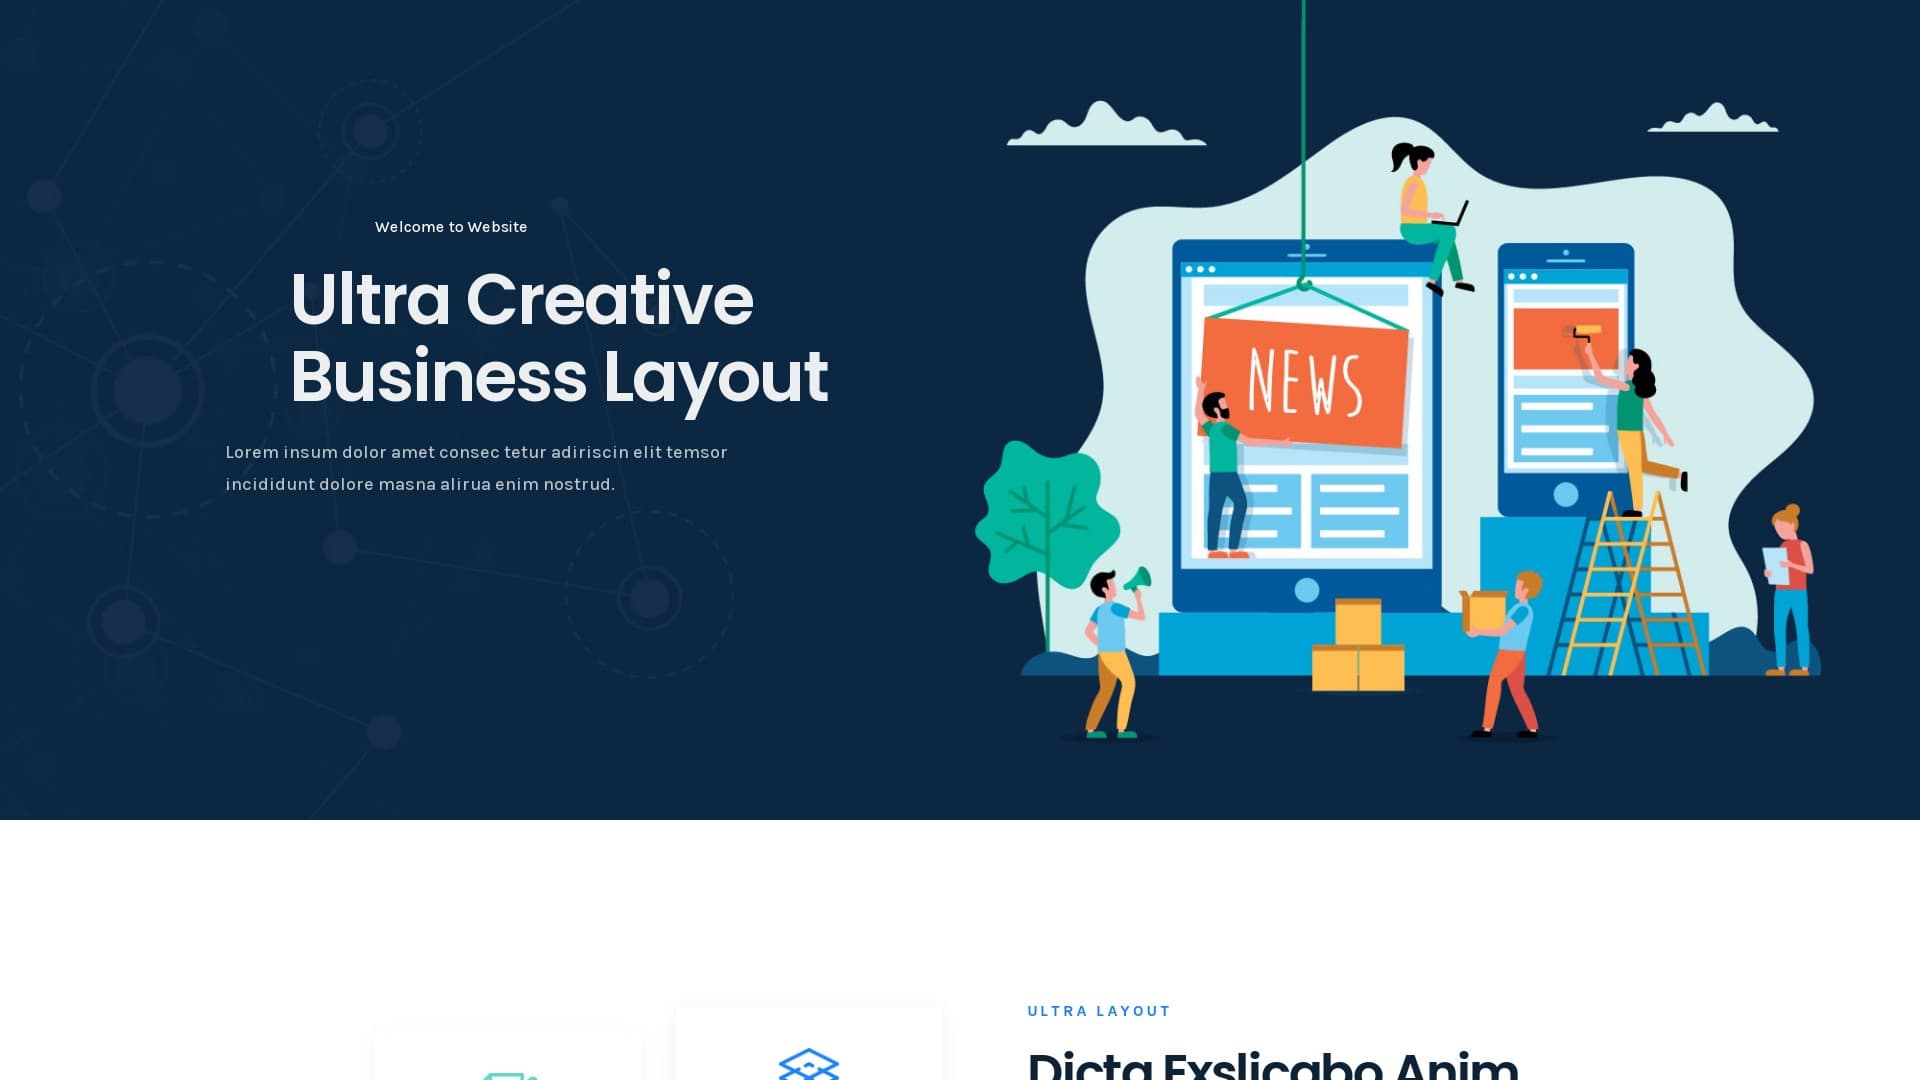 Welcome to Website
Ultra Creative
Business Layout
Lorem insum dolor amet consec tetur adiriscin elit temsor
incididunt dolore masna alirua enim nostrud.
NEWS
ULTRA LAYOUT
Dicta Exslicabo Anim